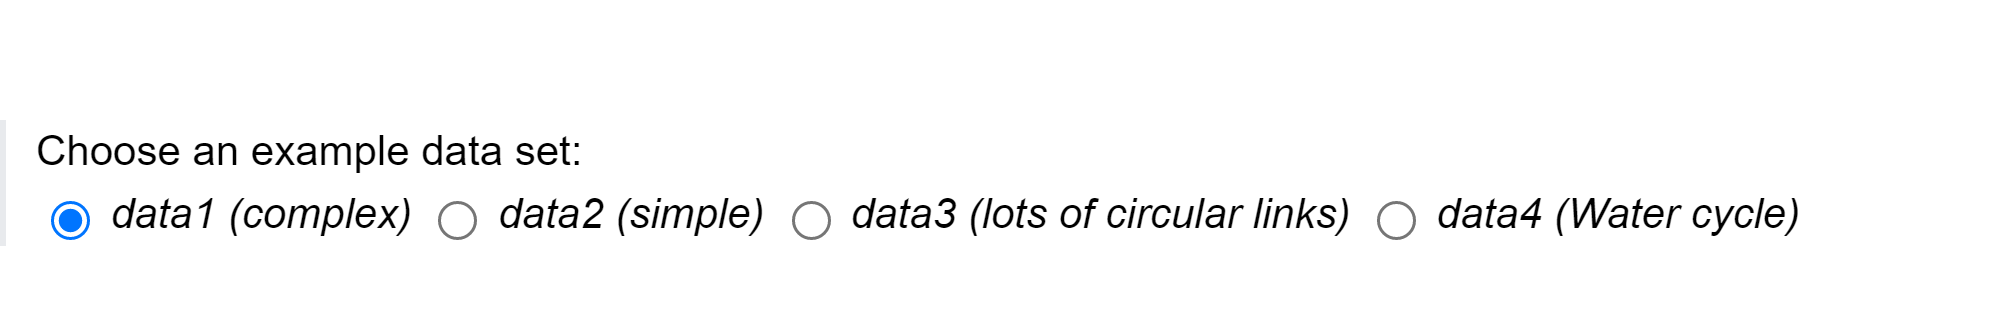 Choose an example data set:
data1 (complex) data2 (simple) data3 (lots of circular links) data4 (Water cycle)